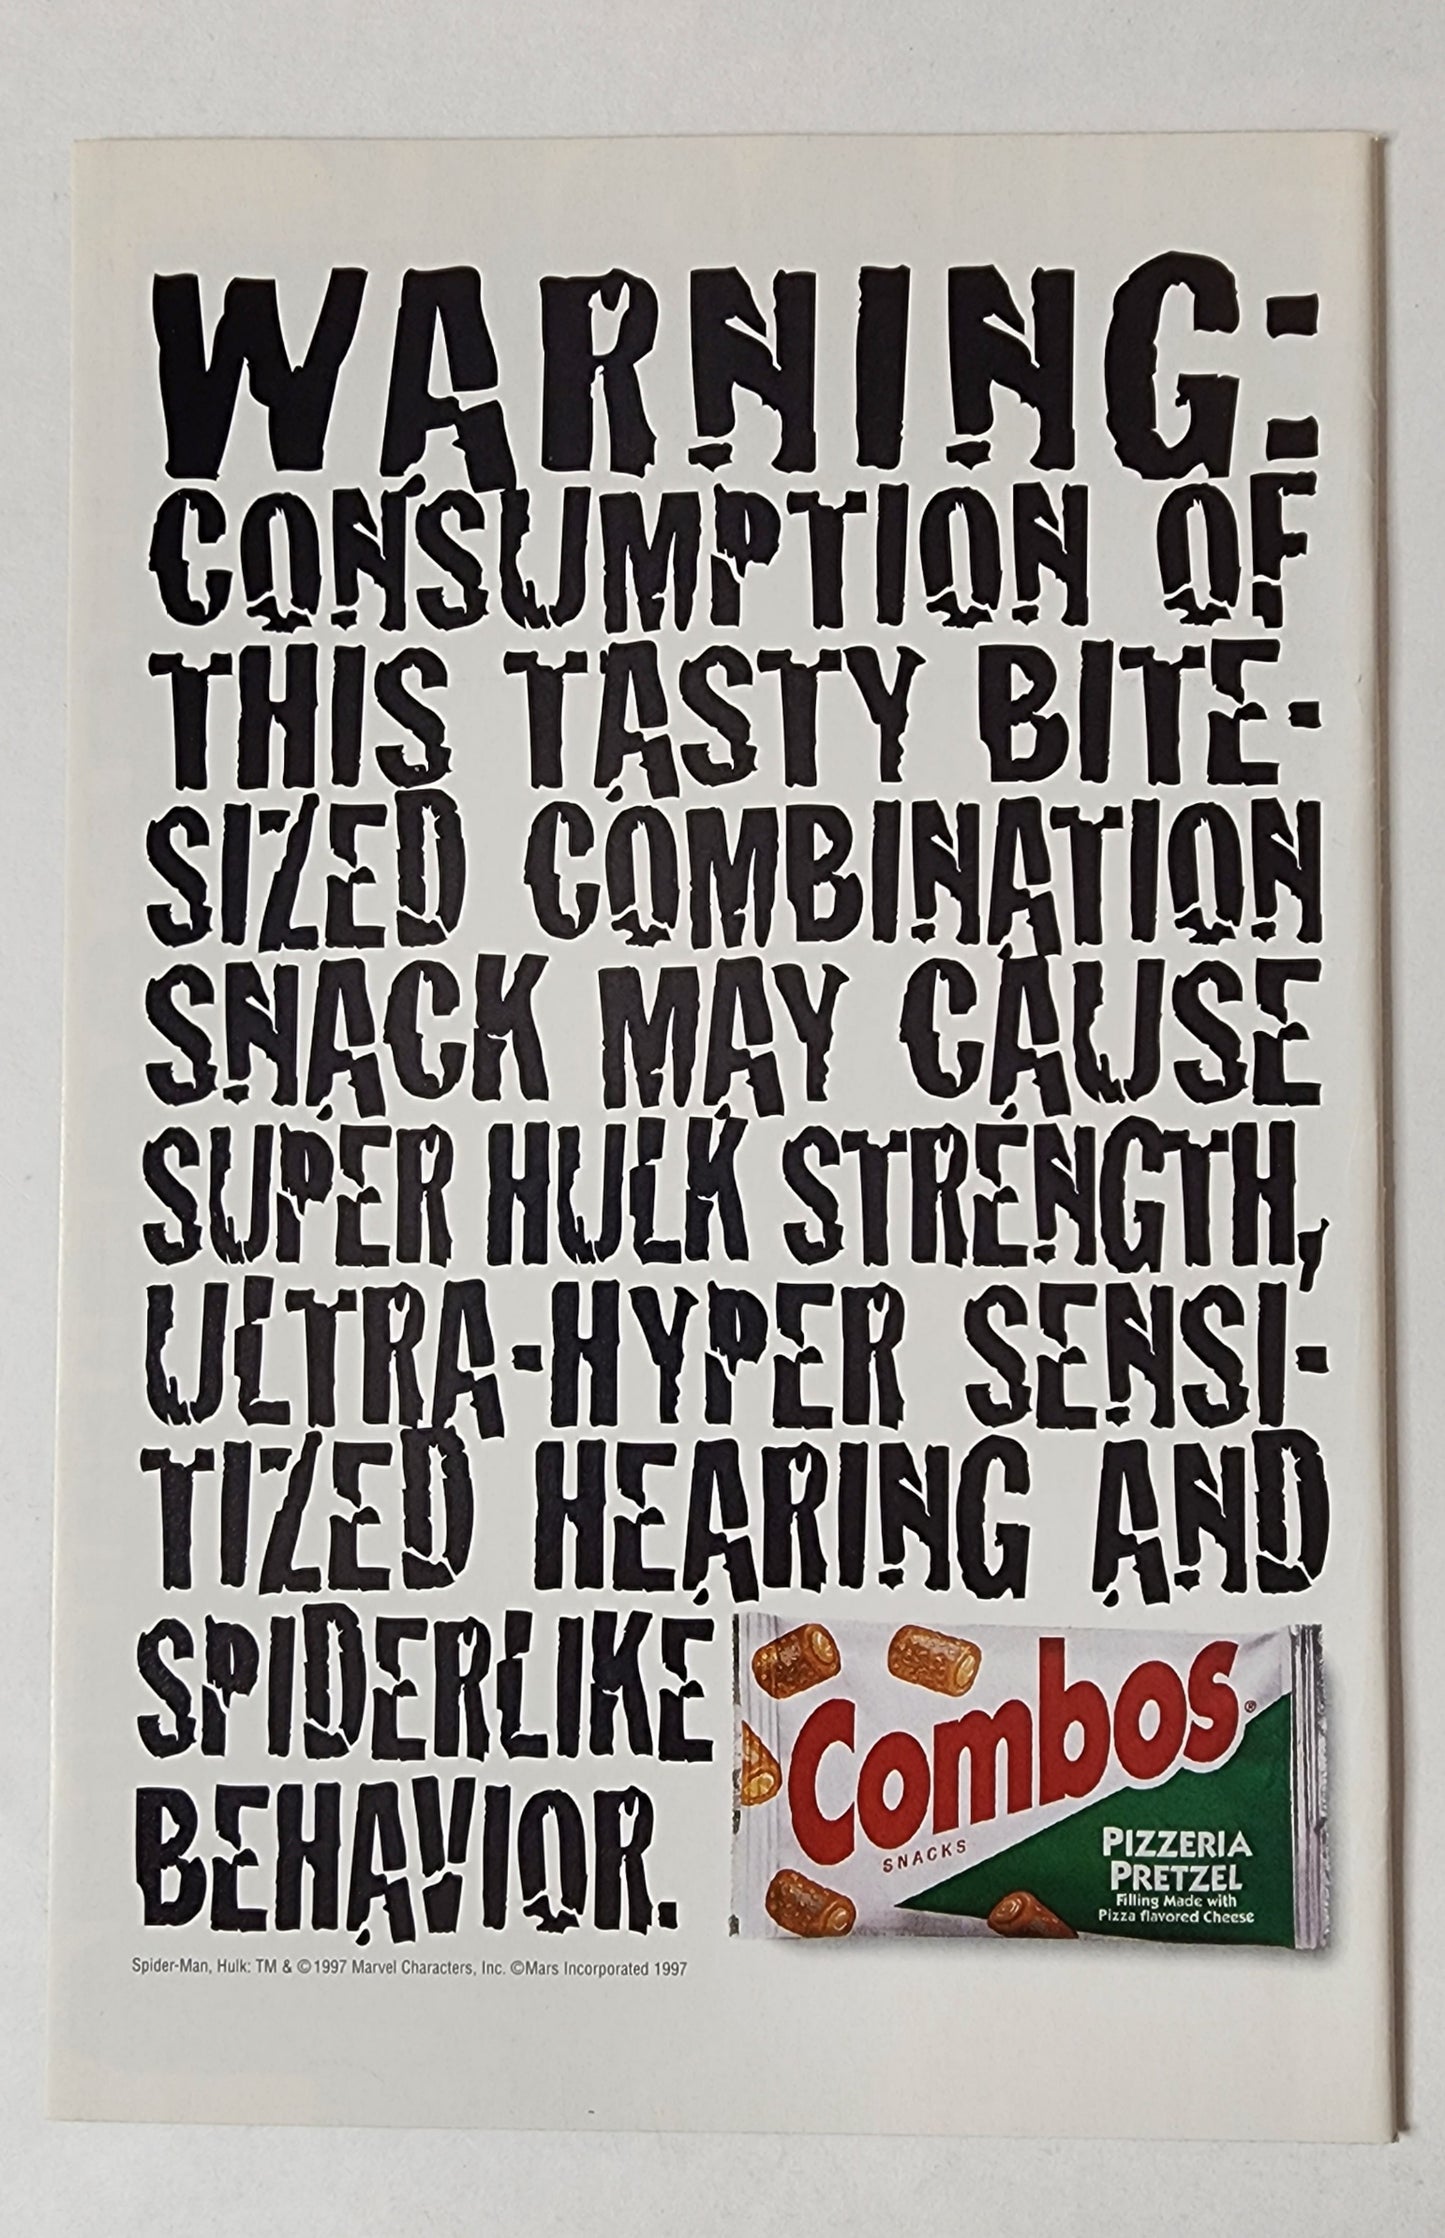 WARNING:
CONSUMPTION OF
THIS TASTY BITE-
SIZED COMBINATION
SNACK MAY CAUSE
SUPER HULK STRENGTH,
ULTRA-HYPER SENSI-
TIZED HEARING AND
SPIDERLIKE
BEHAVIOR.
Combos®
SNACKS
PIZZERIA
PRETZEL
Filling Made with
Pizza flavored Cheese
Spider-Man, Hulk: TM & ©1997 Marvel Characters, Inc. ©Mars Incorporated 1997